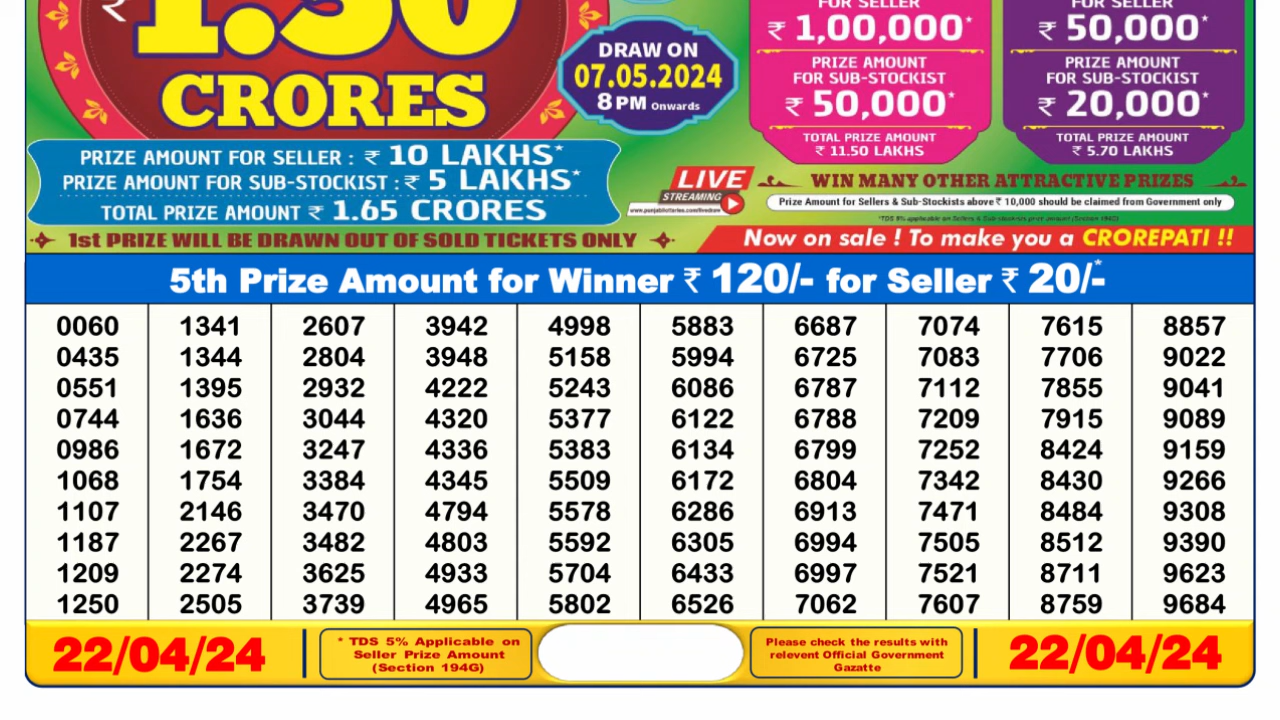 ₹ 1.50
CRORES
PRIZE AMOUNT FOR SELLER : ₹ 10 LAKHS*
PRIZE AMOUNT FOR SUB-STOCKIST : ₹ 5 LAKHS*
TOTAL PRIZE AMOUNT ₹ 1.65 CRORES
1st PRIZE WILL BE DRAWN OUT OF SOLD TICKETS ONLY
DRAW ON
07.05.2024
8PM Onwards
FOR SELLER
₹ 1,00,000*
PRIZE AMOUNT
FOR SUB-STOCKIST
₹ 50,000*
TOTAL PRIZE AMOUNT
₹ 11.50 LAKHS
FOR SELLER
₹ 50,000*
PRIZE AMOUNT
FOR SUB-STOCKIST
₹ 20,000*
TOTAL PRIZE AMOUNT
₹ 5.70 LAKHS
LIVE
STREAMING
WIN MANY OTHER ATTRACTIVE PRIZES
Prize Amount for Sellers & Sub-Stockists above ₹ 10,000 should be claimed from Government only
Now on sale ! To make you a CROREPATI !!
5th Prize Amount for Winner ₹ 120/- for Seller ₹ 20/-*
0060 1341 2607 3942 4998 5883 6687 7074 7615 8857
0435 1344 2804 3948 5158 5994 6725 7083 7706 9022
0551 1395 2932 4222 5243 6086 6787 7112 7855 9041
0744 1636 3044 4320 5377 6122 6788 7209 7915 9089
0986 1672 3247 4336 5383 6134 6799 7252 8424 9159
1068 1754 3384 4345 5509 6172 6804 7342 8430 9266
1107 2146 3470 4794 5578 6286 6913 7471 8484 9308
1187 2267 3482 4803 5592 6305 6994 7505 8512 9390
1209 2274 3625 4933 5704 6433 6997 7521 8711 9623
1250 2505 3739 4965 5802 6526 7062 7607 8759 9684
22/04/24
* TDS 5% Applicable on
Seller Prize Amount
(Section 194G)
Please check the results with
relevent Official Government
Gazatte
22/04/24